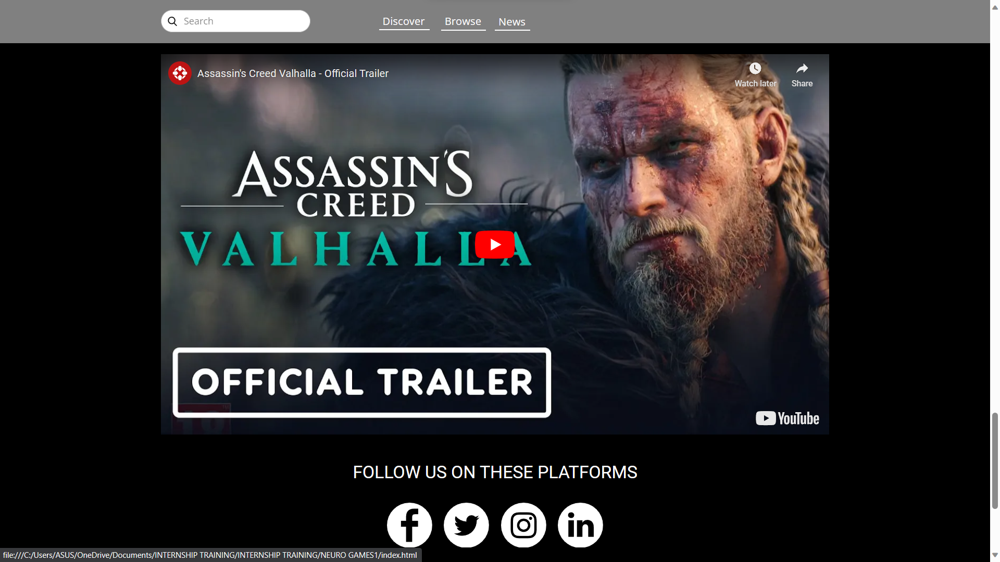 Search
Discover
Browse
News
Assassin's Creed Valhalla - Official Trailer
Watch later
Share
ASSASSIN'S
CREED
VALHALLA
OFFICIAL TRAILER
YouTube
FOLLOW US ON THESE PLATFORMS
f
in
file:///C:/Users/ASUS/OneDrive/Documents/INTERNSHIP TRAINING/INTERNSHIP TRAINING/NEURO GAMES1/index.html